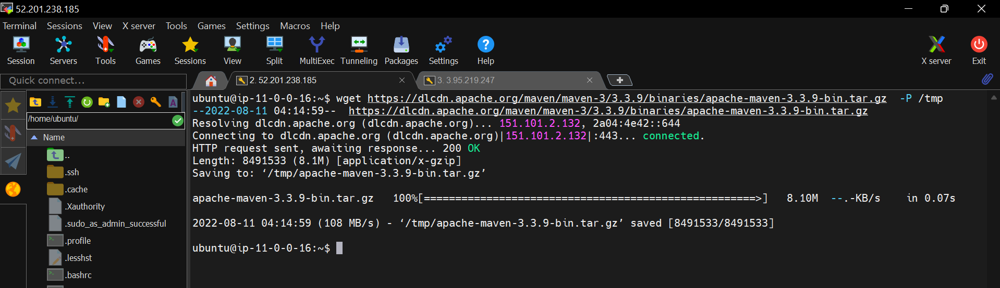 52.201.238.185
Terminal Sessions View X server Tools Games Settings Macros Help
Session Servers Tools Games Sessions View Split MultiExec Tunneling Packages Settings Help X server Exit
Quick connect...
2. 52.201.238.185
3. 3.95.219.247
/home/ubuntu/
Name
..
.ssh
.cache
.Xauthority
.sudo_as_admin_successful
.profile
.lesshst
.bashrc
ubuntu@ip-11-0-0-16:~$ wget https://dlcdn.apache.org/maven/maven-3/3.3.9/binaries/apache-maven-3.3.9-bin.tar.gz -P /tmp
--2022-08-11 04:14:59-- https://dlcdn.apache.org/maven/maven-3/3.3.9/binaries/apache-maven-3.3.9-bin.tar.gz
Resolving dlcdn.apache.org (dlcdn.apache.org)... 151.101.2.132, 2a04:4e42::644
Connecting to dlcdn.apache.org (dlcdn.apache.org)|151.101.2.132|:443... connected.
HTTP request sent, awaiting response... 200 OK
Length: 8491533 (8.1M) [application/x-gzip]
Saving to: ‘/tmp/apache-maven-3.3.9-bin.tar.gz’
apache-maven-3.3.9-bin.tar.gz 100%[=====================================================>] 8.10M --.-KB/s in 0.07s
2022-08-11 04:14:59 (108 MB/s) - ‘/tmp/apache-maven-3.3.9-bin.tar.gz’ saved [8491533/8491533]
ubuntu@ip-11-0-0-16:~$